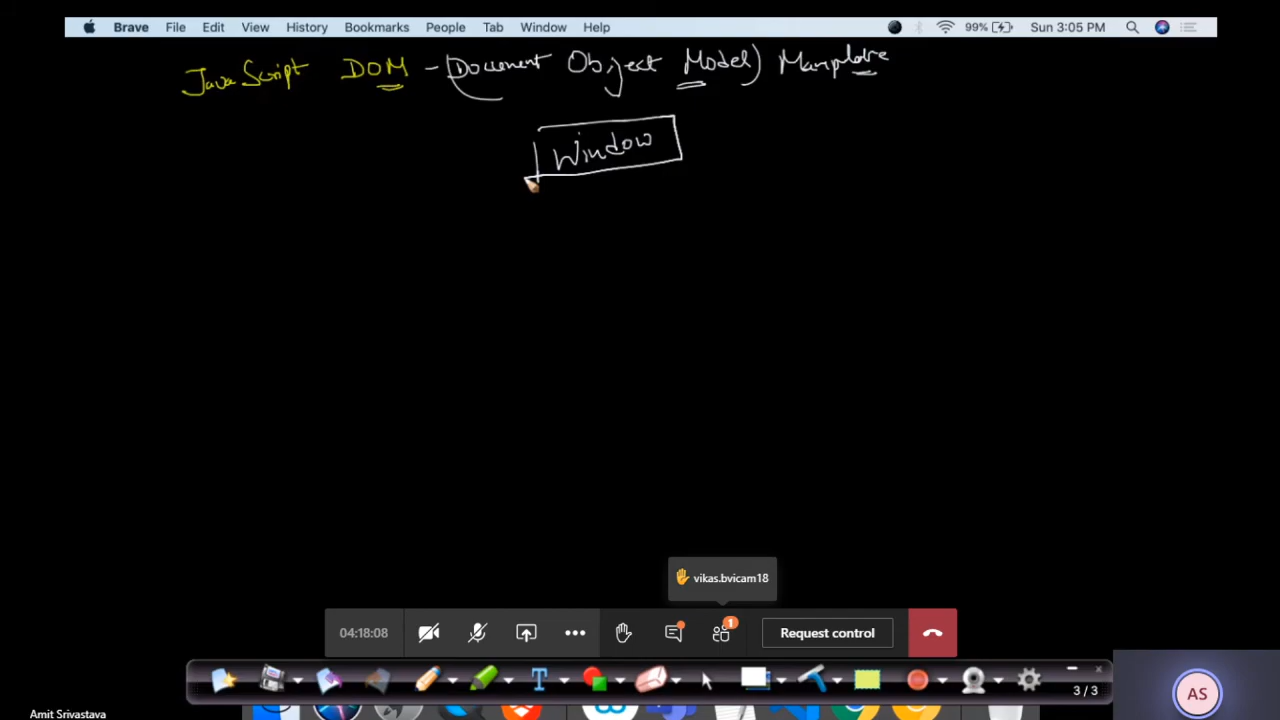 Brave File Edit View History Bookmarks People Tab Window Help 99% Sun 3:05 PM
JavaScript DOM - (Document Object Model)
Window
vikas.bvicam18
04:18:08 1 Request control
3 / 3
AS
Amit Srivastava